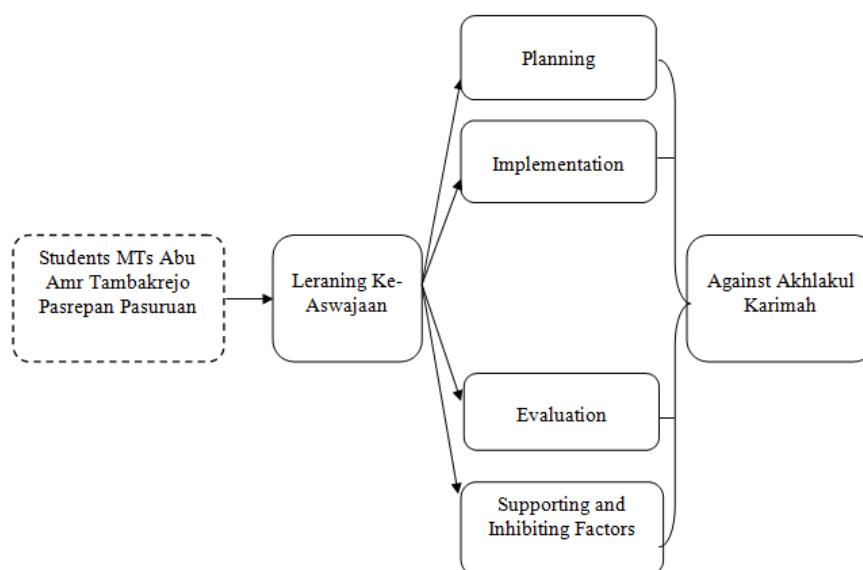 Planning
Implementation
Students MTs Abu
Amr Tambakrejo
Pasrepan Pasuruan
Leraning Ke-
Aswajaan
Against Akhlakul
Karimah
Evaluation
Supporting and
Inhibiting Factors